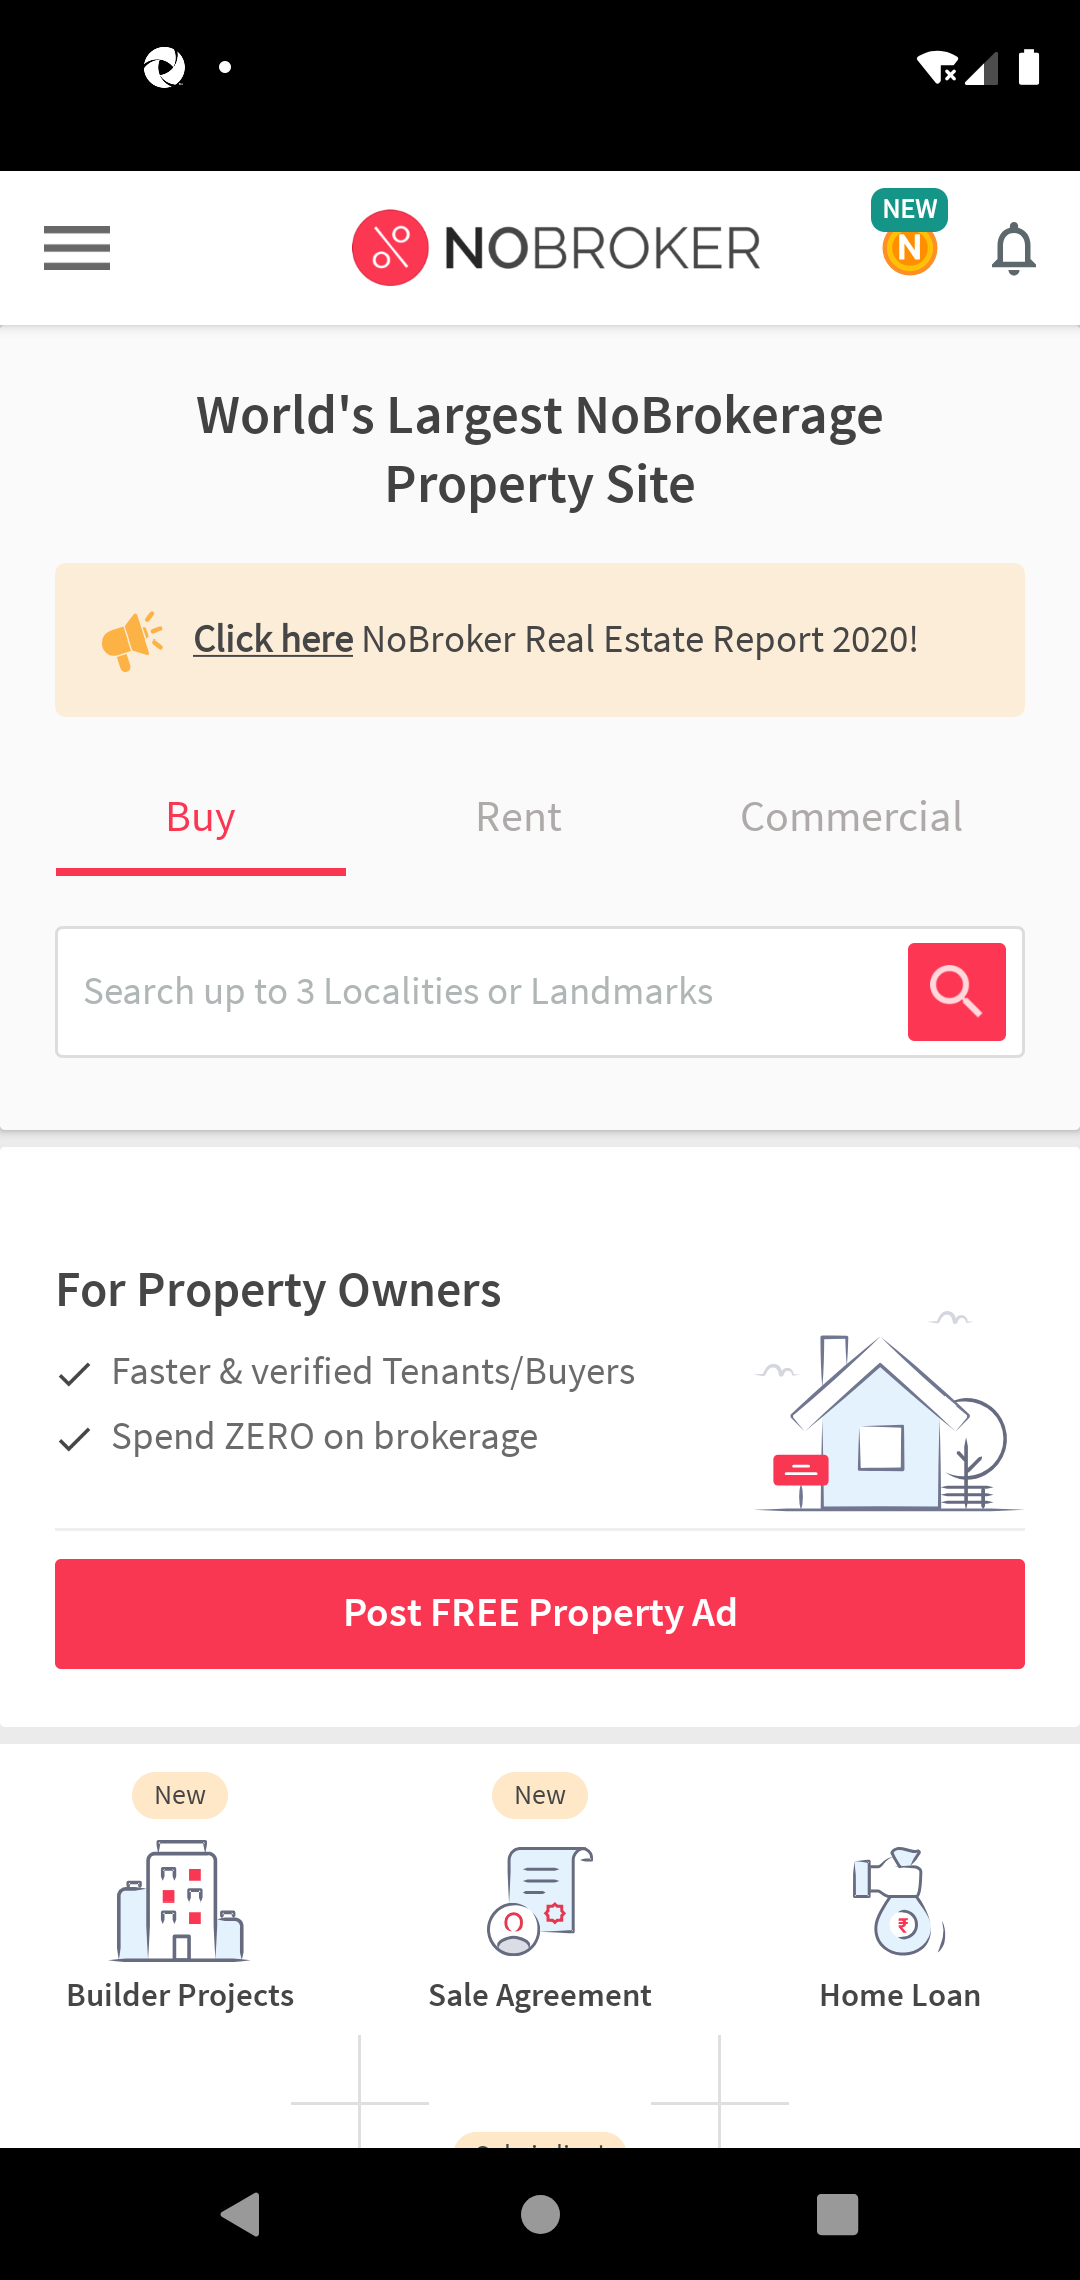 NEW
N
NOBROKER
World's Largest NoBrokerage
Property Site
Click here NoBroker Real Estate Report 2020!
Buy Rent Commercial
Search up to 3 Localities or Landmarks
For Property Owners
Faster & verified Tenants/Buyers
Spend ZERO on brokerage
Post FREE Property Ad
New New
₹
Builder Projects Sale Agreement Home Loan